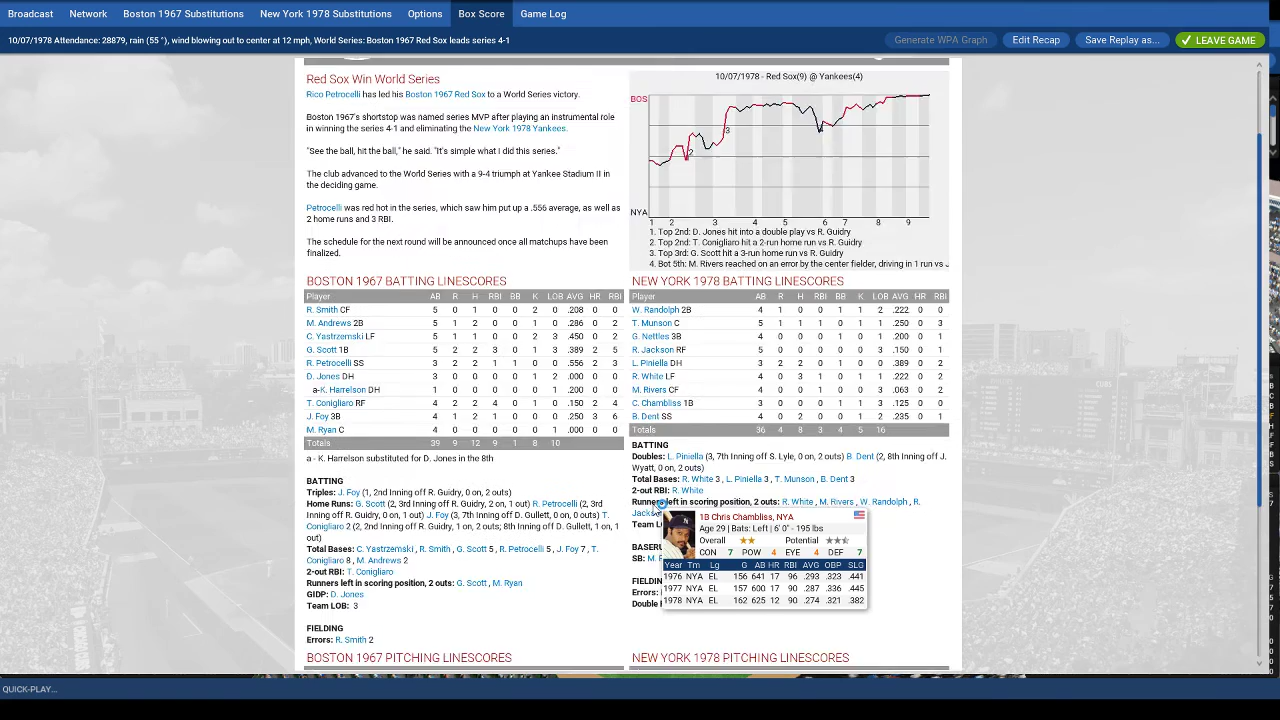 Broadcast Network Boston 1967 Substitutions New York 1978 Substitutions Options Box Score Game Log
10/07/1978 Attendance: 28879, rain (55 °), wind blowing out to center at 12 mph, World Series: Boston 1967 Red Sox leads series 4-1 Generate WPA Graph Edit Recap Save Replay as... LEAVE GAME
Red Sox Win World Series
Rico Petrocelli has led his Boston 1967 Red Sox to a World Series victory.
Boston 1967's shortstop was named series MVP after playing an instrumental role
in winning the series 4-1 and eliminating the New York 1978 Yankees.
"See the ball, hit the ball," he said. "It's simple what I did this series."
The club advanced to the World Series with a 9-4 triumph at Yankee Stadium II in
the deciding game.
Petrocelli was red hot in the series, which saw him put up a .556 average, as well as
2 home runs and 3 RBI.
The schedule for the next round will be announced once all matchups have been
finalized.
10/07/1978 - Red Sox(9) @ Yankees(4)
BOS
2
3
4
NYA
1 2 3 4 5 6 7 8 9
1. Top 2nd: D. Jones hit into a double play vs R. Guidry
2. Top 2nd: T. Conigliaro hit a 2-run home run vs R. Guidry
3. Top 3rd: G. Scott hit a 3-run home run vs R. Guidry
4. Bot 5th: M. Rivers reached on an error by the center fielder, driving in 1 run vs
BOSTON 1967 BATTING LINESCORES
Player AB R H RBI BB K LOB AVG HR RBI
R. Smith CF 5 0 1 0 0 2 0 .208 0 0
M. Andrews 2B 5 1 2 0 0 1 0 .286 0 0
C. Yastrzemski LF 5 1 1 0 0 2 3 .450 0 2
G. Scott 1B 5 2 2 3 0 1 3 .389 2 5
R. Petrocelli SS 3 2 2 1 1 0 0 .556 2 3
D. Jones DH 3 0 0 0 0 1 2 .000 0 0
a-K. Harrelson DH 1 0 0 0 0 1 0 .200 0 0
T. Conigliaro RF 4 2 2 4 0 0 0 .150 2 4
J. Foy 3B 4 1 2 1 0 0 0 .250 3 6
M. Ryan C 4 0 0 0 0 0 1 .000 0 0
Totals 39 9 12 9 1 8 10
a - K. Harrelson substituted for D. Jones in the 8th
BATTING
Triples: J. Foy (1, 2nd Inning off R. Guidry, 0 on, 2 outs)
Home Runs: G. Scott (2, 3rd Inning off R. Guidry, 2 on, 1 outs) R. Petrocelli (2, 3rd
Inning off R. Guidry, 0 on, 1 outs) J. Foy (3, 7th Inning off D. Gullett, 0 on, 1 outs) T.
Conigliaro 2 (2, 2nd Inning off R. Guidry, 1 on, 2 outs; 8th Inning off D. Gullett, 1 on, 1
out)
Total Bases: C. Yastrzemski , R. Smith , G. Scott 5 , R. Petrocelli 5 , J. Foy 7 , T.
Conigliaro 8 , M. Andrews 2
2-out RBI: T. Conigliaro
Runners left in scoring position, 2 outs: G. Scott , M. Ryan
GIDP: D. Jones
Team LOB: 3
FIELDING
Errors: R. Smith 2
BOSTON 1967 PITCHING LINESCORES
NEW YORK 1978 BATTING LINESCORES
Player AB R H RBI BB K LOB AVG HR RBI
W. Randolph 2B 4 1 0 0 1 1 2 .222 0 0
T. Munson C 5 1 1 1 0 1 1 .250 0 3
G. Nettles 3B 4 0 0 0 1 0 3 .200 0 1
R. Jackson RF 5 0 0 0 0 0 3 .150 0 1
L. Piniella DH 3 2 2 0 1 0 0 .389 0 2
R. White LF 4 0 3 1 0 1 1 .222 0 2
M. Rivers CF 4 0 0 1 0 0 3 .063 0 2
C. Chambliss 1B 3 0 0 0 1 1 3 .125 0 1
B. Dent SS 4 0 2 0 0 1 2 .235 0 1
Totals 36 4 8 3 4 5 16
BATTING
Doubles: L. Piniella (3, 7th Inning off S. Lyle, 0 on, 2 outs) B. Dent (2, 8th Inning off J.
Wyatt, 0 on, 2 outs)
Total Bases: R. White 3 , L. Piniella 3 , T. Munson , B. Dent 3
2-out RBI: R. White
Runners left in scoring position, 2 outs: R. White , M. Rivers , W. Randolph , R.
Team
1B Chris Chambliss, NYA
Age 29 | Bats: Left | 6' 0" - 195 lbs
Overall Potential
CON 7 POW 4 EYE 4 DEF 7
Year Tm Lg G AB HR RBI AVG OBP SLG
1976 NYA EL 156 641 17 96 .293 .323 .441
1977 NYA EL 157 600 17 90 .287 .336 .445
1978 NYA EL 162 625 12 90 .274 .321 .382
SB:
Errors:
Double
NEW YORK 1978 PITCHING LINESCORES
QUICK-PLAY...